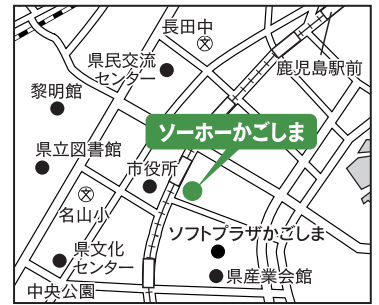 長田中
文
県民交流
センター
鹿児島駅前
黎明館
ソーホーかごしま
県立図書館
市役所
文
名山小
ソフトプラザかごしま
県文化
センター
県産業会館
中央公園